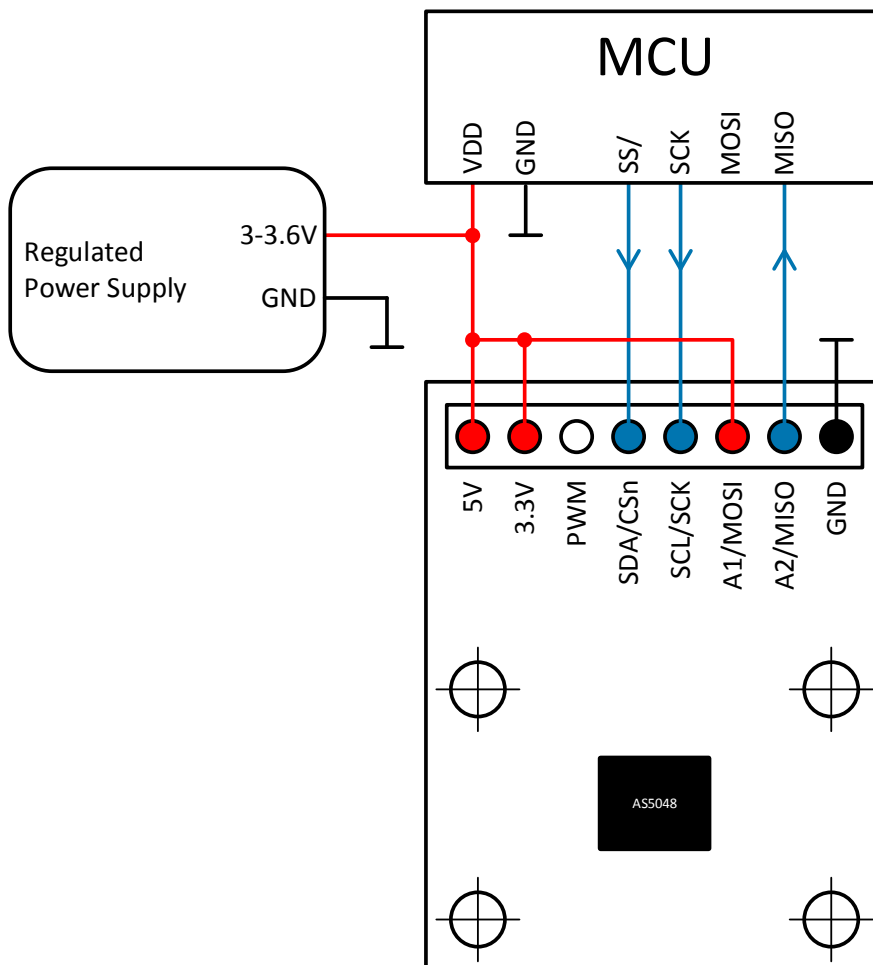 MCU
VDD
GND
SS/
SCK
MOSI
MISO
3-3.6V
Regulated
Power Supply
GND
5V
3.3V
PWM
SDA/CSn
SCL/SCK
A1/MOSI
A2/MISO
GND
AS5048